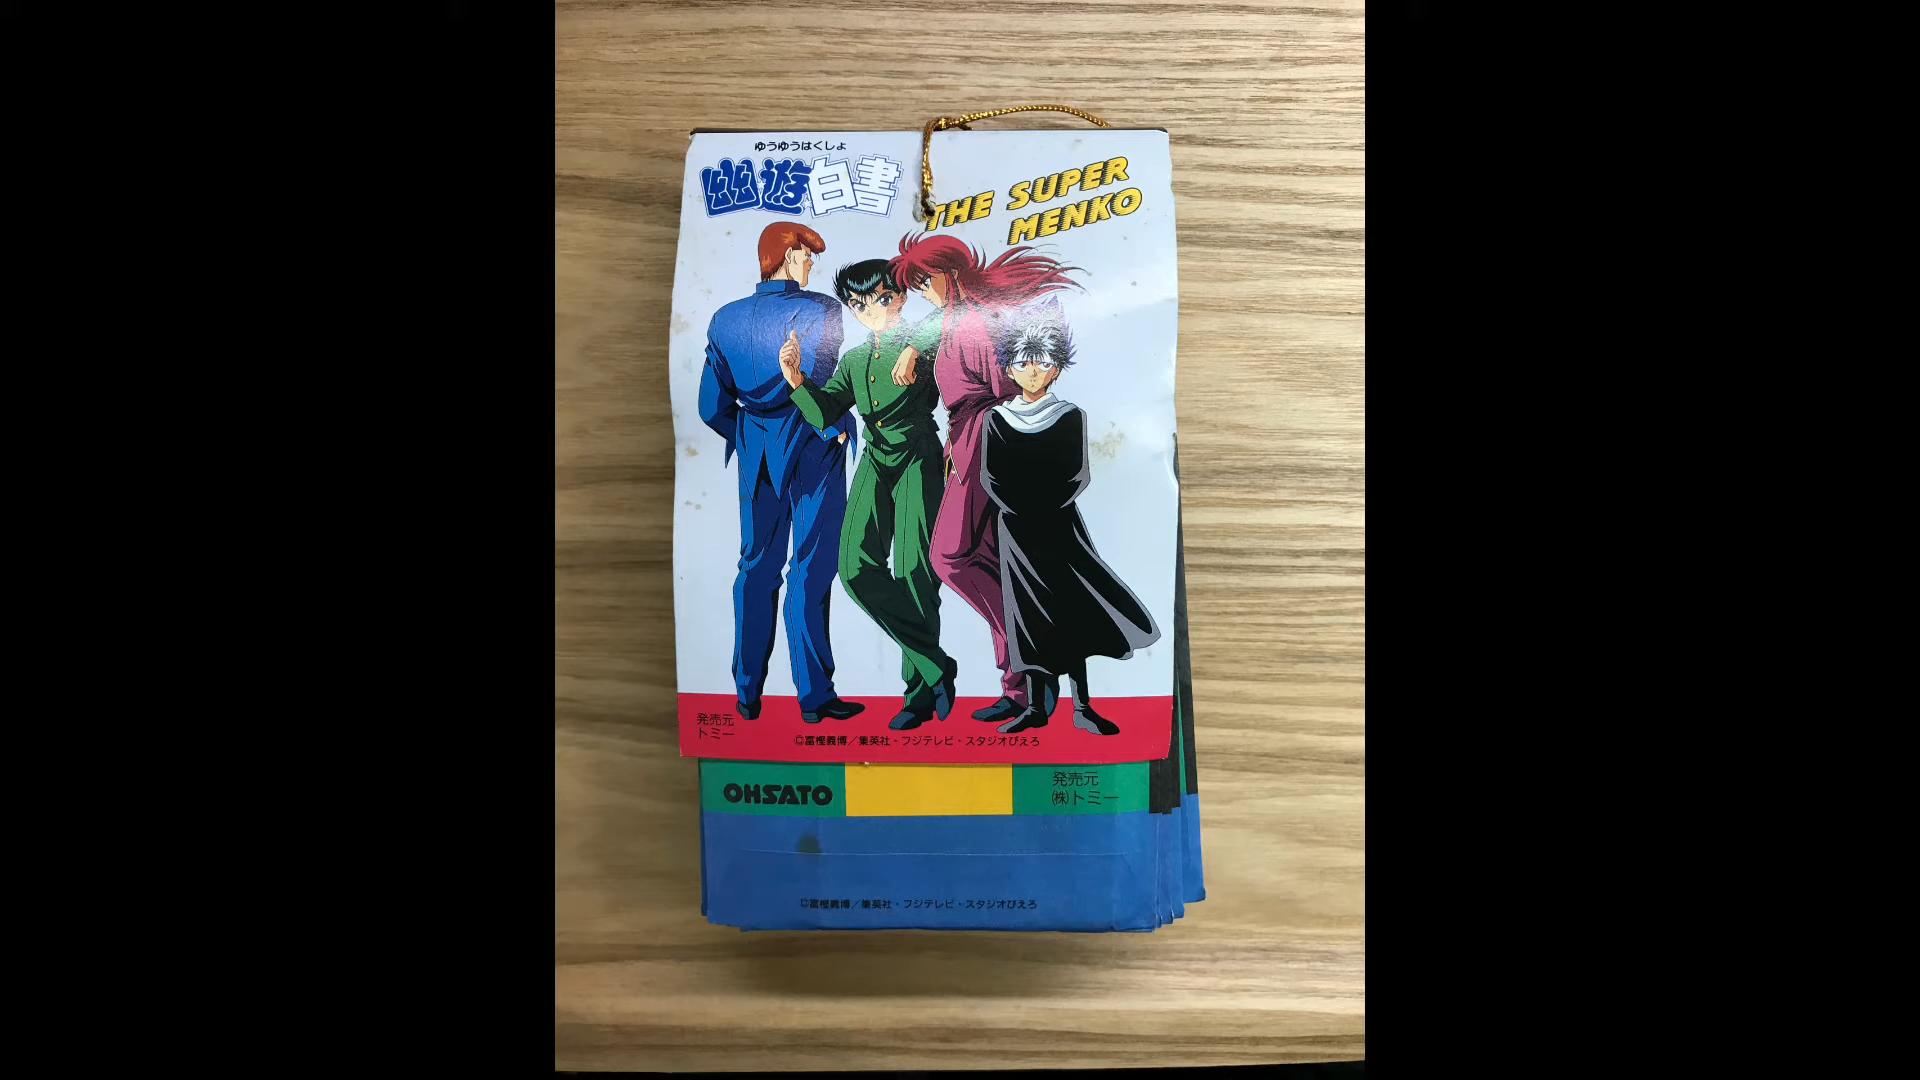 ゆうゆうはくしょ
幽遊白書
THE SUPER
MENKO
発売元
トミー
©冨樫義博／集英社・フジテレビ・スタジオぴえろ
OHSATO
発売元
㈱トミー
©冨樫義博／集英社・フジテレビ・スタジオぴえろ